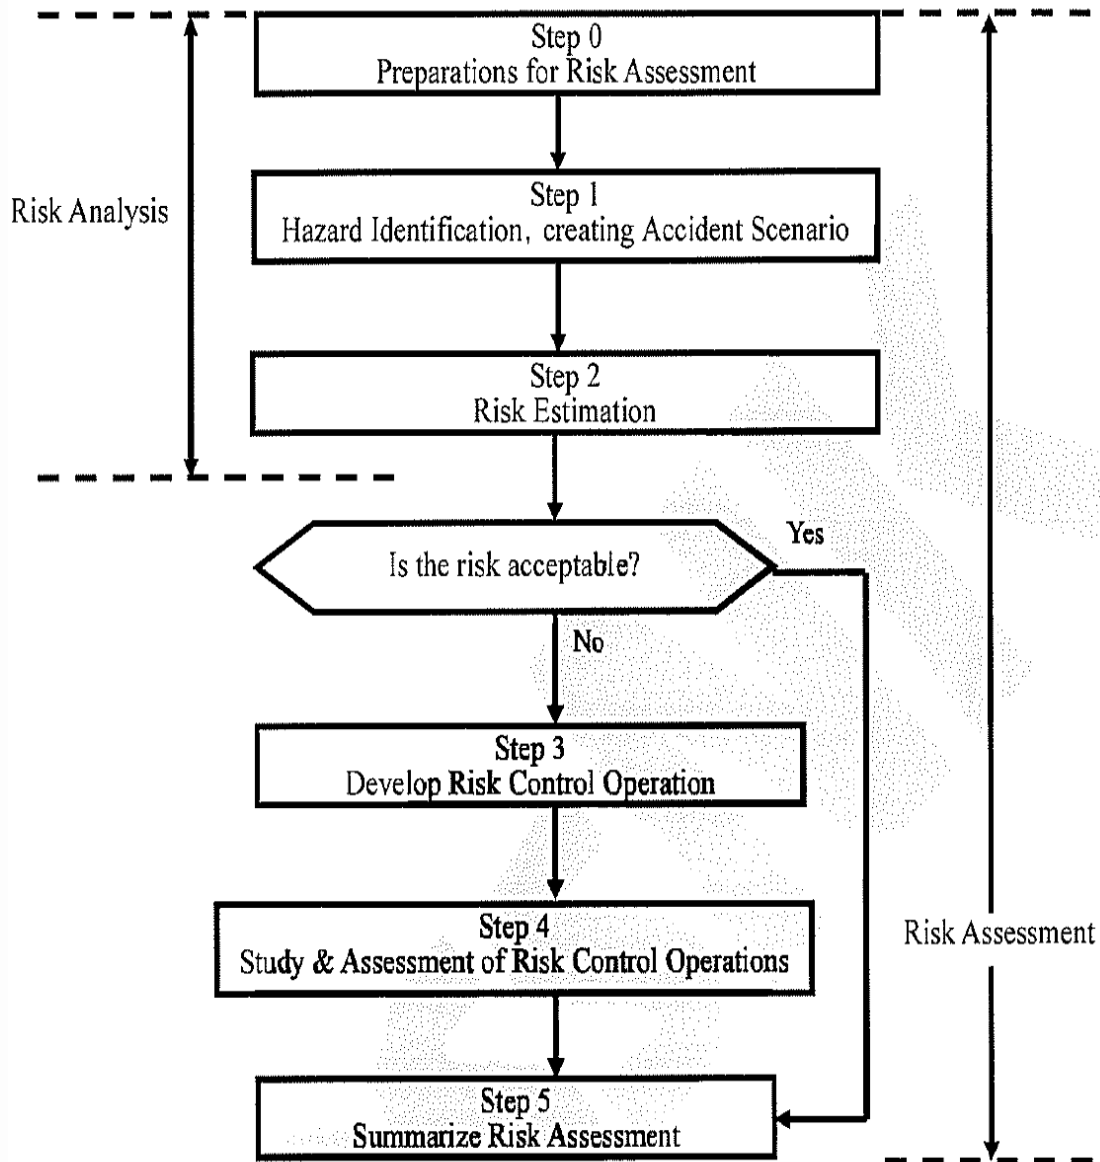 Step 0
Preparations for Risk Assessment
Step 1
Hazard Identification, creating Accident Scenario
Risk Analysis
Step 2
Risk Estimation
Is the risk acceptable?
Yes
No
Step 3
Develop Risk Control Operation
Step 4
Study & Assessment of Risk Control Operations
Risk Assessment
Step 5
Summarize Risk Assessment